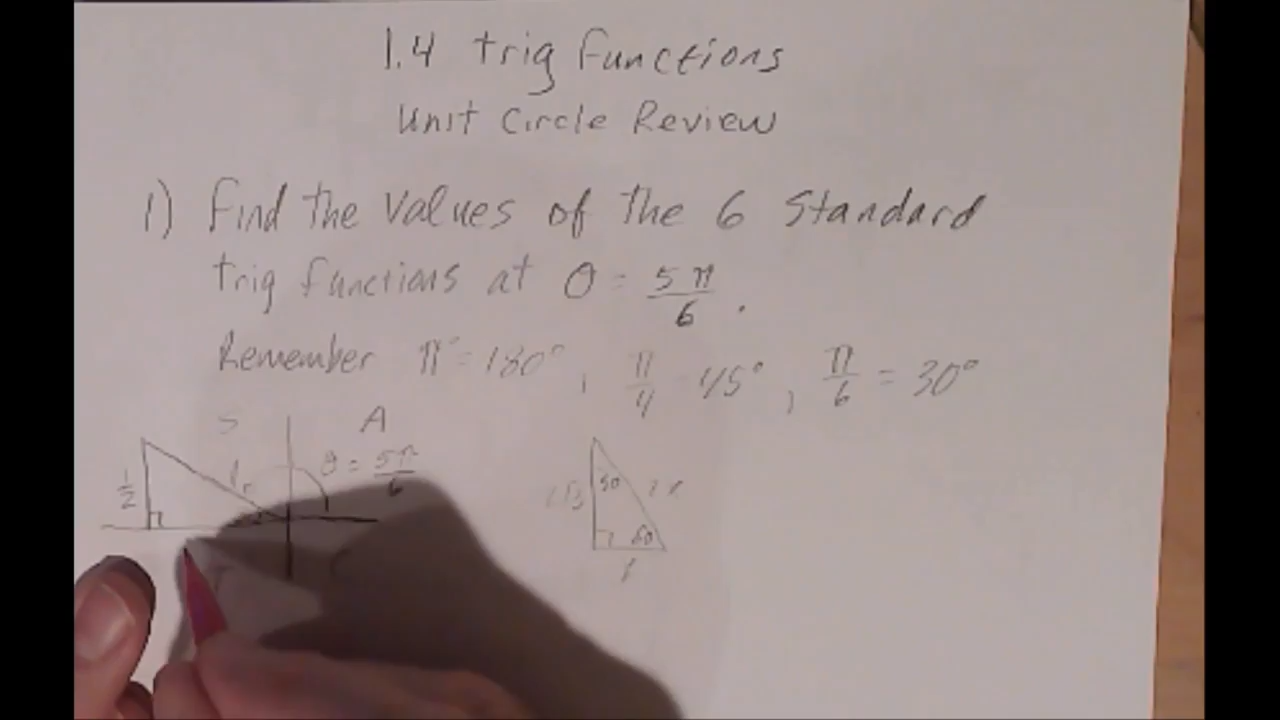 1.4 Trig Functions
Unit Circle Review
1) Find the Values of The 6 Standard
trig functions at θ = 5π/6.
Remember π = 180°, π/4 45°, π/6 = 30°
S A
θ = 5π/6
1/2
1
60